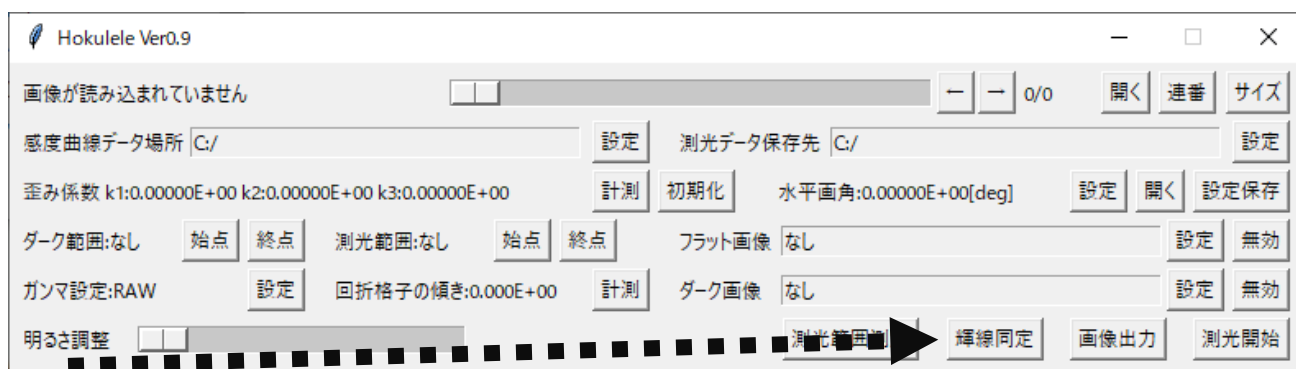 Hokulele Ver0.9
画像が読み込まれていません ← → 0/0 開く 連番 サイズ
感度曲線データ場所 C:/ 設定 測光データ保存先 C:/ 設定
歪み係数 k1:0.00000E+00 k2:0.00000E+00 k3:0.00000E+00 計測 初期化 水平画角:0.00000E+00[deg] 設定 開く 設定保存
ダーク範囲:なし 始点 終点 測光範囲:なし 始点 終点 フラット画像 なし 設定 無効
ガンマ設定:RAW 設定 回折格子の傾き:0.000E+00 計測 ダーク画像 なし 設定 無効
明るさ調整 測光範囲 輝線同定 画像出力 測光開始